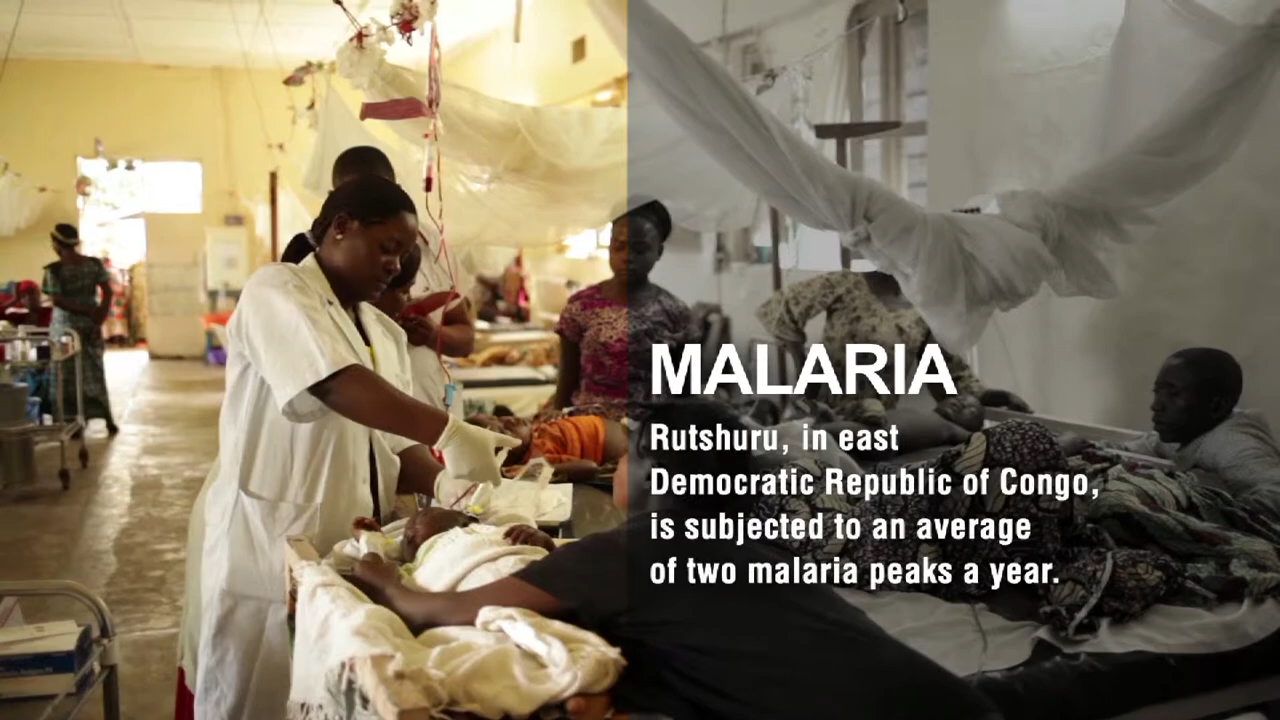 MALARIA
Rutshuru, in east
Democratic Republic of Congo,
is subjected to an average
of two malaria peaks a year.